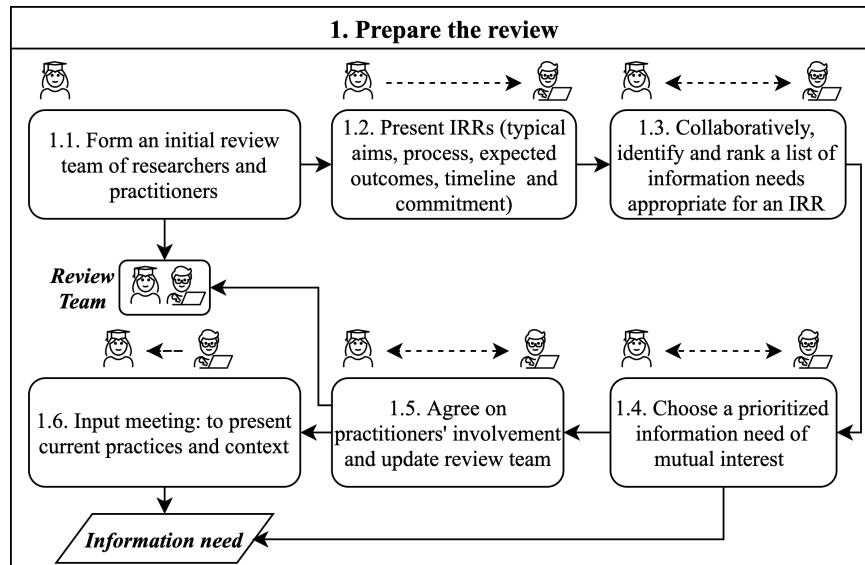 1. Prepare the review
1.1. Form an initial review
team of researchers and
practitioners
1.2. Present IRRs (typical
aims, process, expected
outcomes, timeline and
commitment)
1.3. Collaboratively,
identify and rank a list of
information needs
appropriate for an IRR
Review
Team
1.4. Choose a prioritized
information need of
mutual interest
1.5. Agree on
practitioners' involvement
and update review team
1.6. Input meeting: to present
current practices and context
Information need